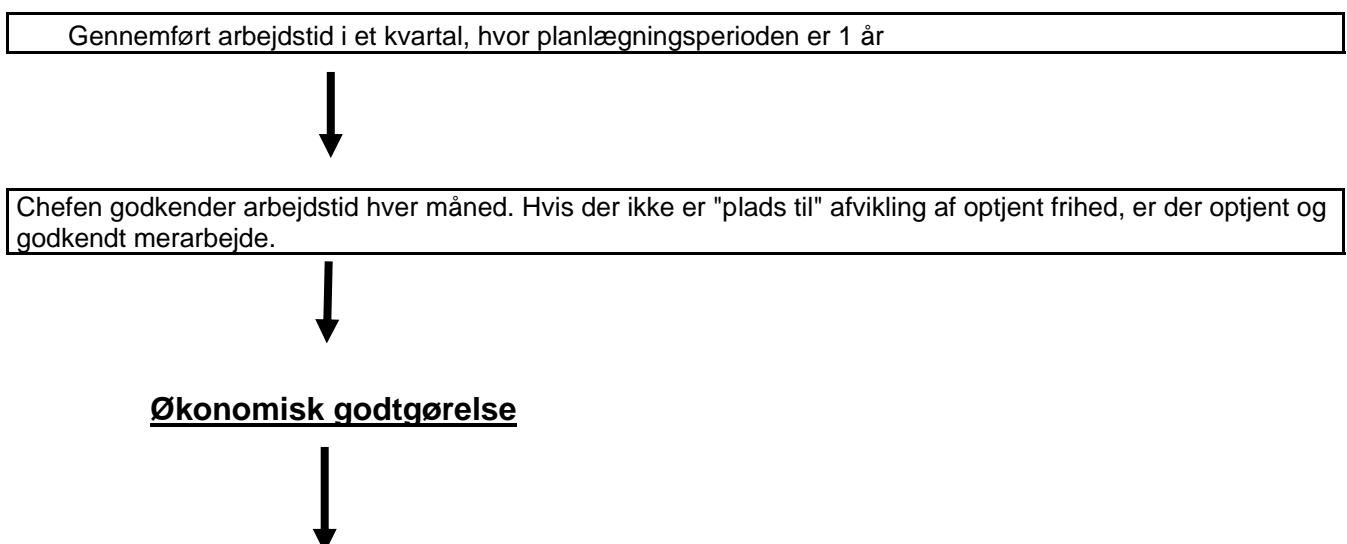 Gennemført arbejdstid i et kvartal, hvor planlægningsperioden er 1 år
Chefen godkender arbejdstid hver måned. Hvis der ikke er "plads til" afvikling af optjent frihed, er der optjent og
godkendt merarbejde.
Økonomisk godtgørelse